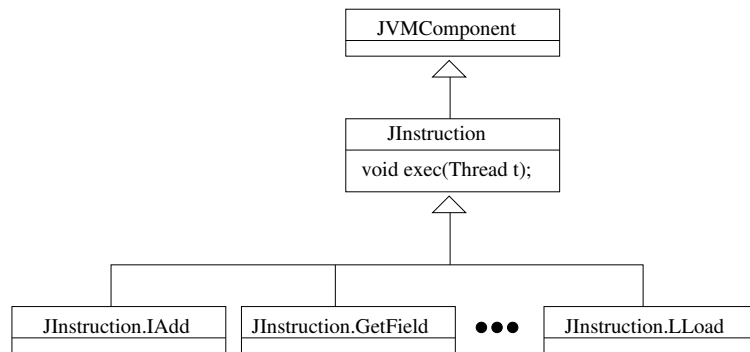 JVMComponent
JInstruction
void exec(Thread t);
JInstruction.IAdd
JInstruction.GetField
JInstruction.LLoad